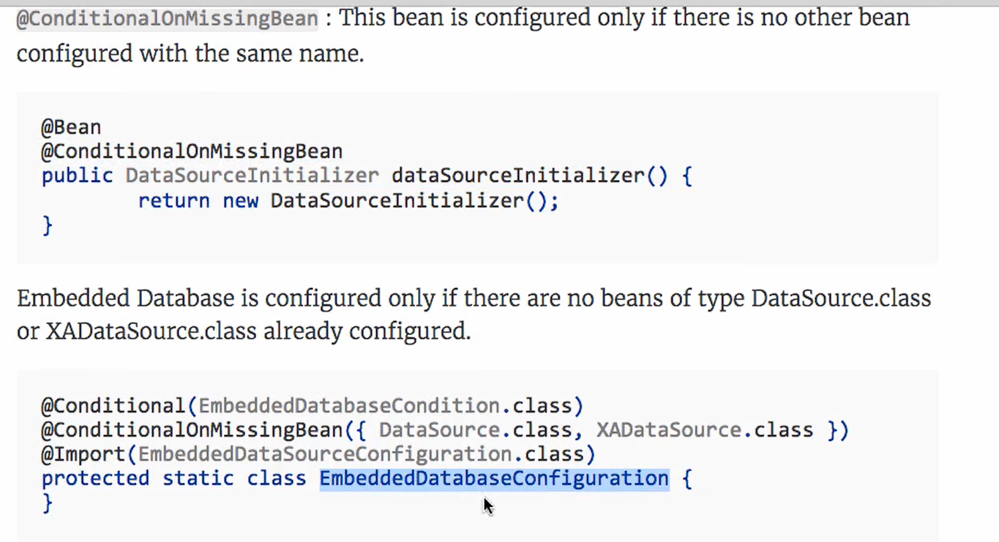 @ConditionalOnMissingBean : This bean is configured only if there is no other bean
configured with the same name.
@Bean
@ConditionalOnMissingBean
public DataSourceInitializer dataSourceInitializer() {
return new DataSourceInitializer();
}
Embedded Database is configured only if there are no beans of type DataSource.class
or XADataSource.class already configured.
@Conditional(EmbeddedDatabaseCondition.class)
@ConditionalOnMissingBean({ DataSource.class, XADataSource.class })
@Import(EmbeddedDataSourceConfiguration.class)
protected static class EmbeddedDatabaseConfiguration {
}